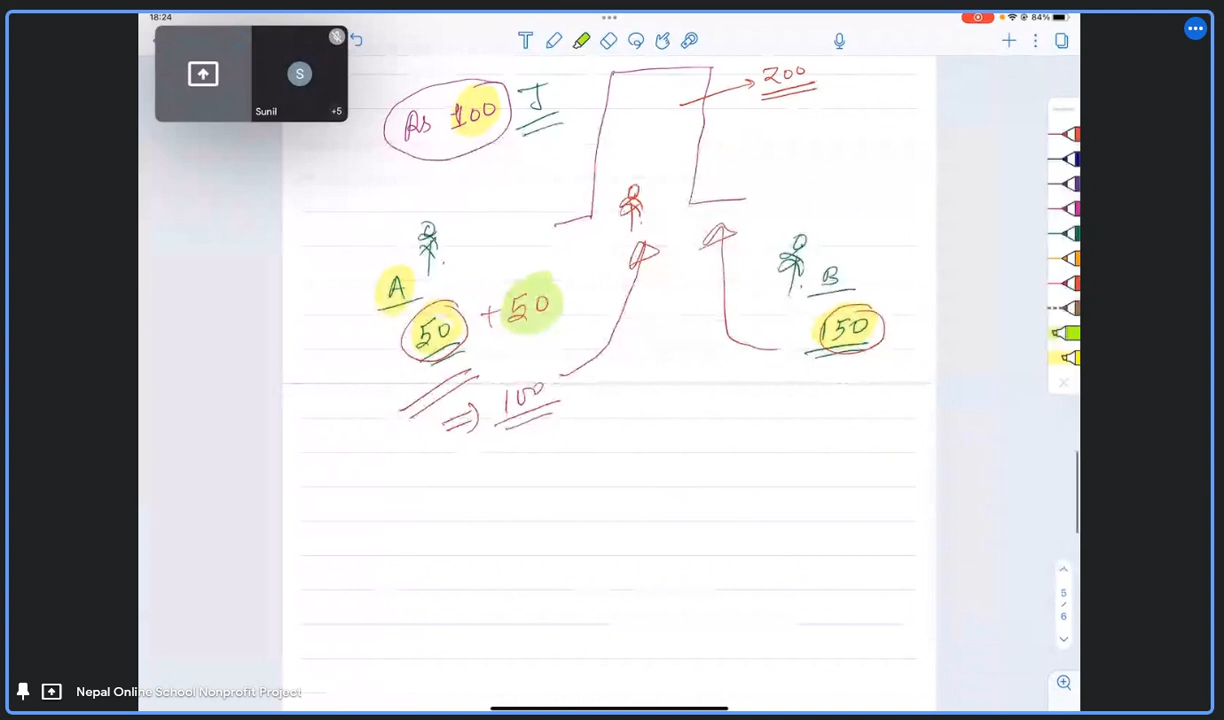 18:24
84%
T
S
Sunil
+5
Rs 100
J
200
A
50 + 50
B
150
⇒ 100
5
/
6
Nepal Online School Nonprofit Project